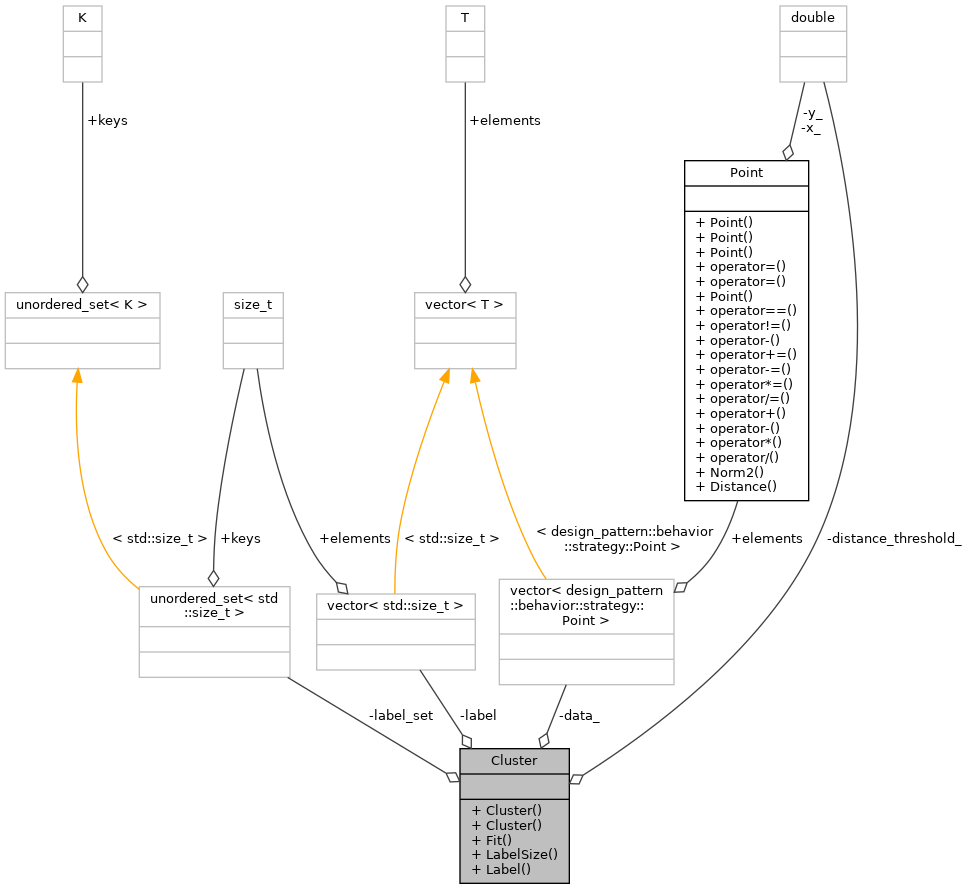 K
T
double
+keys
+elements
-y_
-x_
Point
+ Point()
+ Point()
+ Point()
+ operator=()
+ operator=()
+ Point()
+ operator==()
+ operator!=()
+ operator-()
+ operator+=()
+ operator-=()
+ operator*=()
+ operator/=()
+ operator+()
+ operator-()
+ operator*()
+ operator/()
+ Norm2()
+ Distance()
unordered_set< K >
size_t
vector< T >
< std::size_t >
+keys
+elements
< std::size_t >
< design_pattern::behavior
::strategy::Point >
+elements
-distance_threshold_
unordered_set< std
::size_t >
vector< std::size_t >
vector< design_pattern
::behavior::strategy::
Point >
-label_set
-label
-data_
Cluster
+ Cluster()
+ Cluster()
+ Fit()
+ LabelSize()
+ Label()